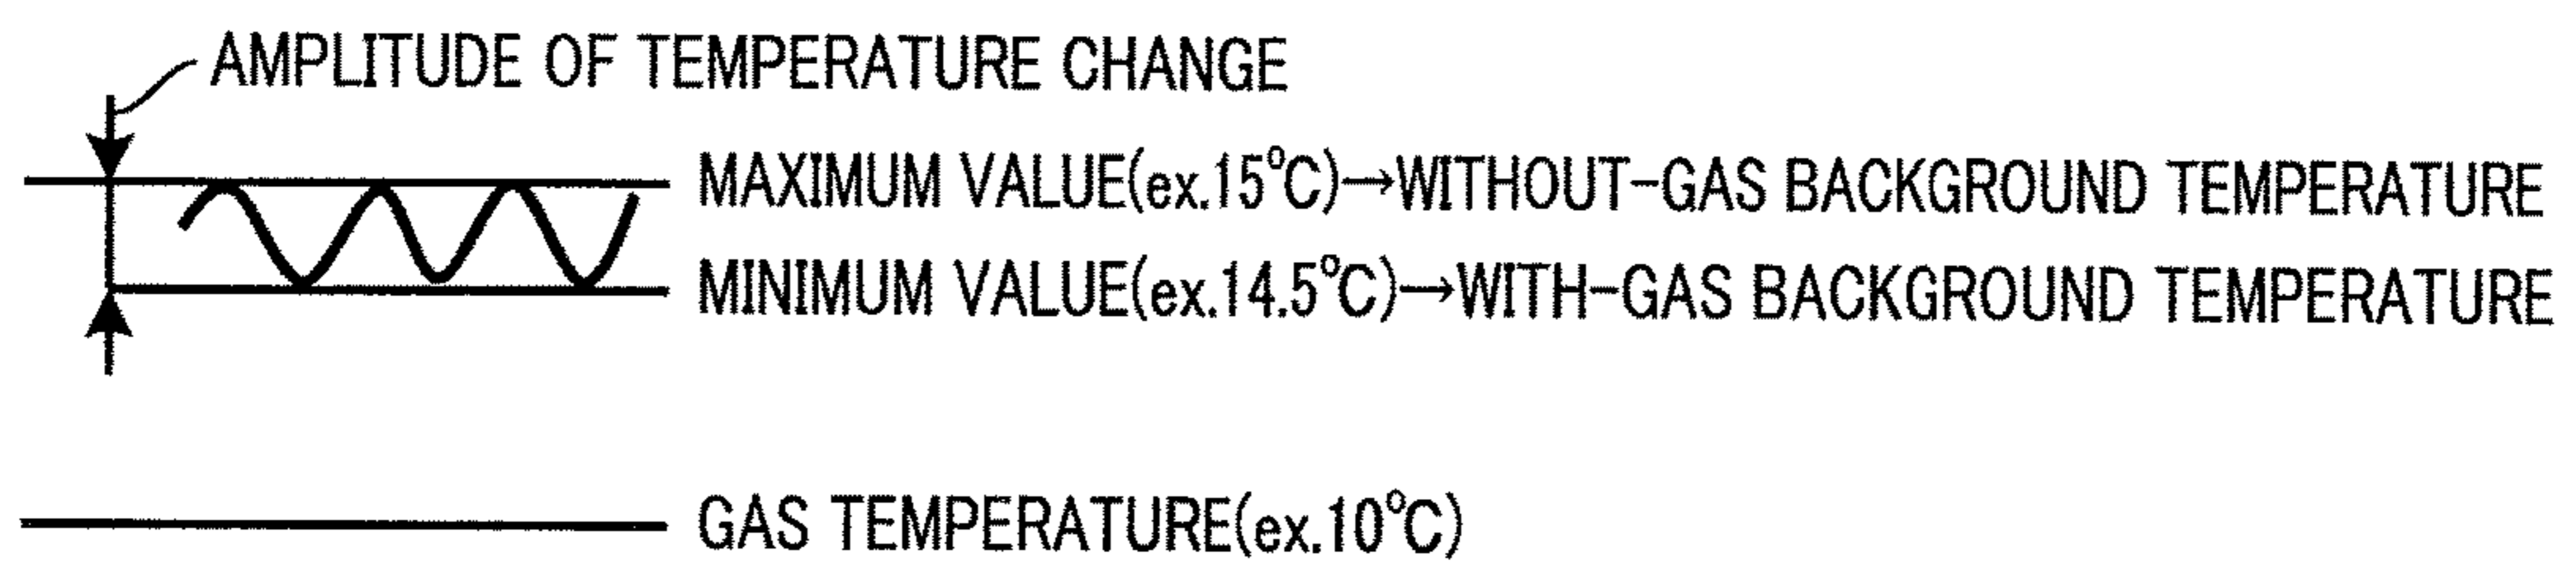 AMPLITUDE OF TEMPERATURE CHANGE
MAXIMUM VALUE(ex.15°C)→WITHOUT-GAS BACKGROUND TEMPERATURE
MINIMUM VALUE(ex.14.5°C)→WITH-GAS BACKGROUND TEMPERATURE
GAS TEMPERATURE(ex.10°C)